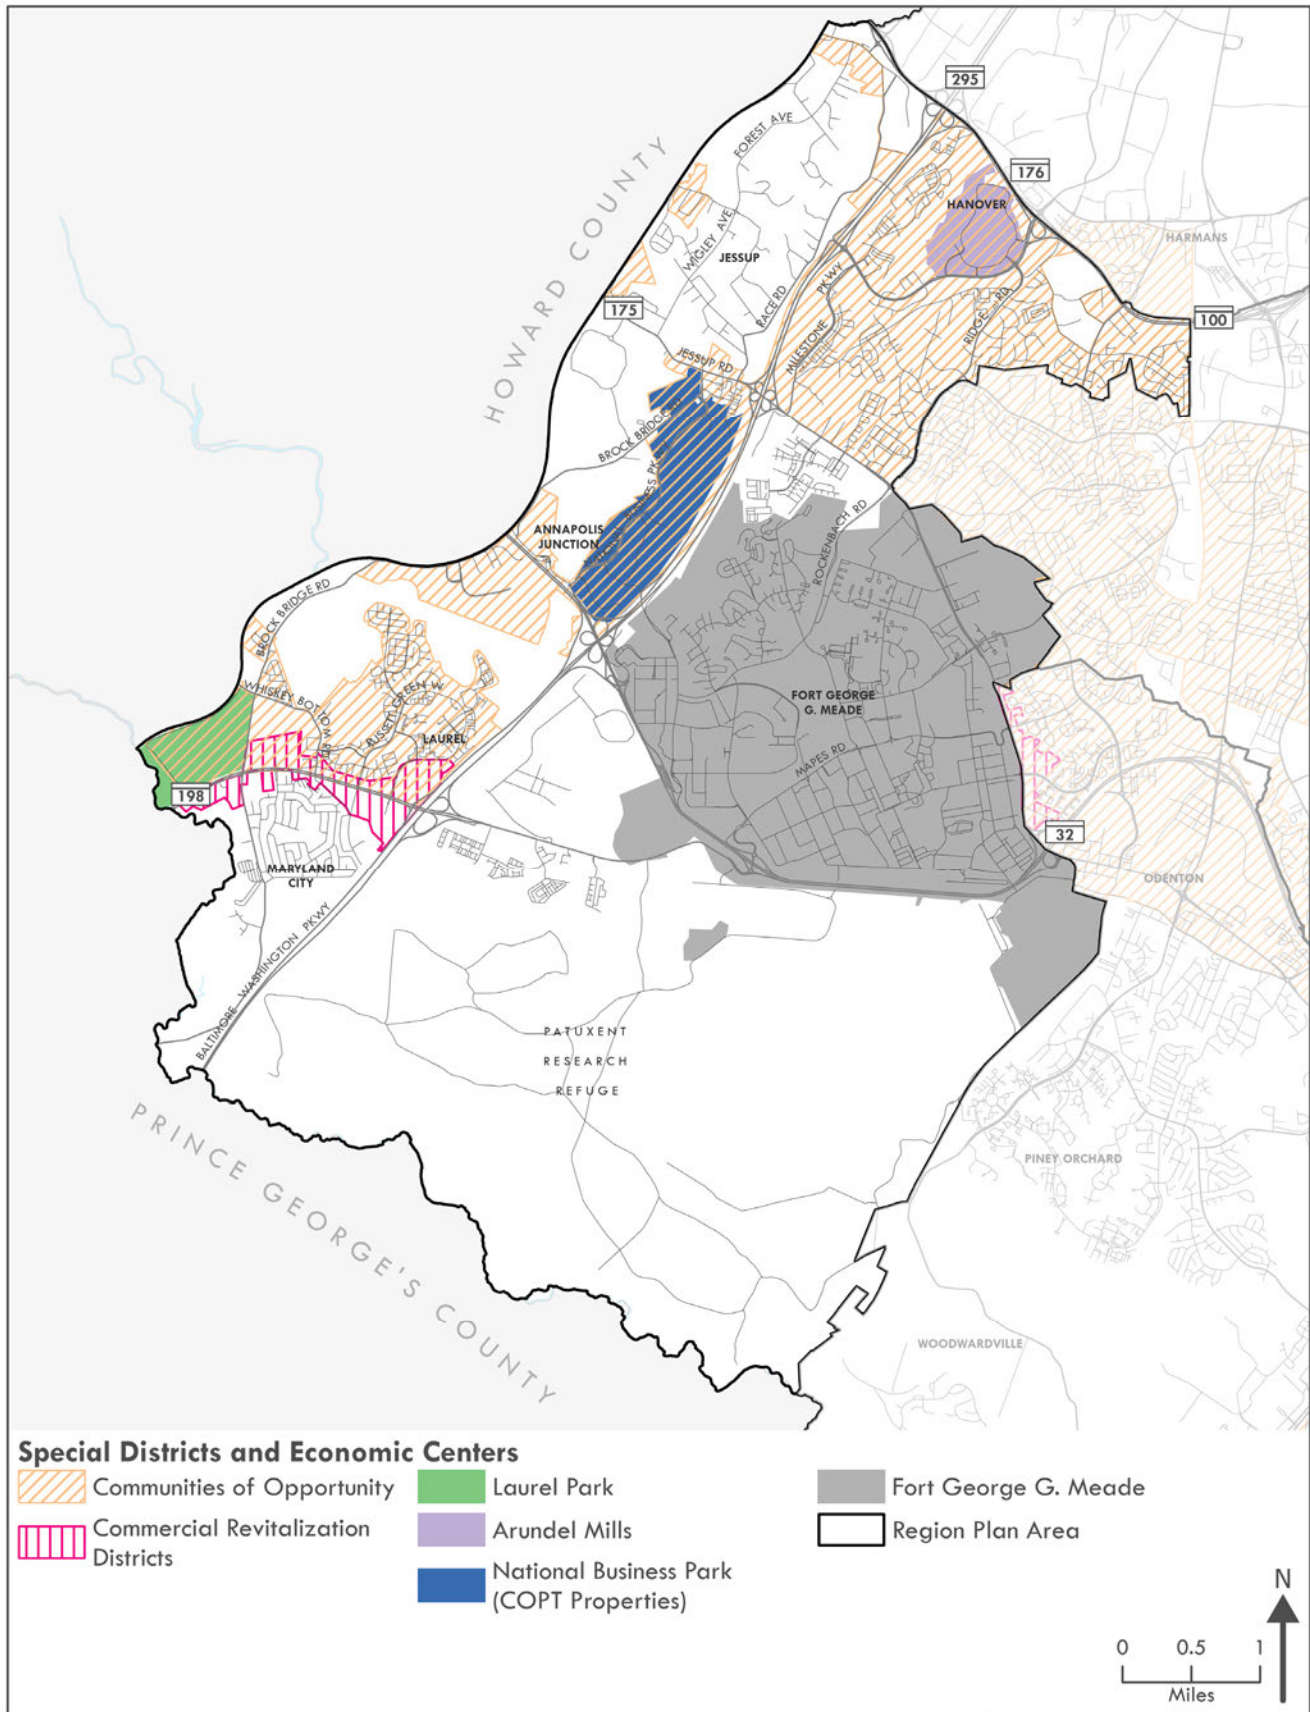 295
FOREST AVE
176
HANOVER
HARMANS
HOWARD COUNTY
WIGLEY AVE
JESSUP
RACE RD
PKWY
MILESTONE
RIDGE RD
100
175
JESSUP RD
BROCK BRIDGE RD
BUSINESS PK
ANNAPOLIS
JUNCTION
ROCKENBACH RD
BROCK BRIDGE RD
WHISKEY BOTTOM RD
RUSSETT GREEN W
LAUREL
FORT GEORGE
G. MEADE
MAPES RD
198
32
MARYLAND
CITY
ODENTON
BALTIMORE WASHINGTON PKWY
PATUXENT
RESEARCH
REFUGE
PRINCE GEORGE'S COUNTY
PINEY ORCHARD
WOODWARDVILLE
Special Districts and Economic Centers
Communities of Opportunity
Commercial Revitalization
Districts
Laurel Park
Arundel Mills
National Business Park
(COPT Properties)
Fort George G. Meade
Region Plan Area
N
0 0.5 1
Miles